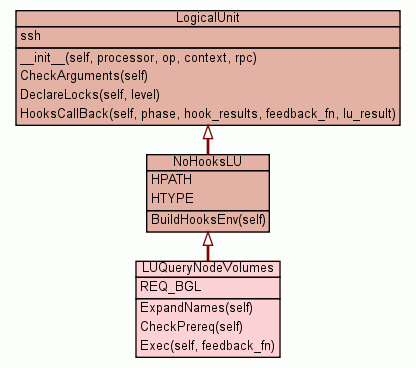 LogicalUnit
ssh
__init__(self, processor, op, context, rpc)
CheckArguments(self)
DeclareLocks(self, level)
HooksCallBack(self, phase, hook_results, feedback_fn, lu_result)
NoHooksLU
HPATH
HTYPE
BuildHooksEnv(self)
LUQueryNodeVolumes
REQ_BGL
ExpandNames(self)
CheckPrereq(self)
Exec(self, feedback_fn)